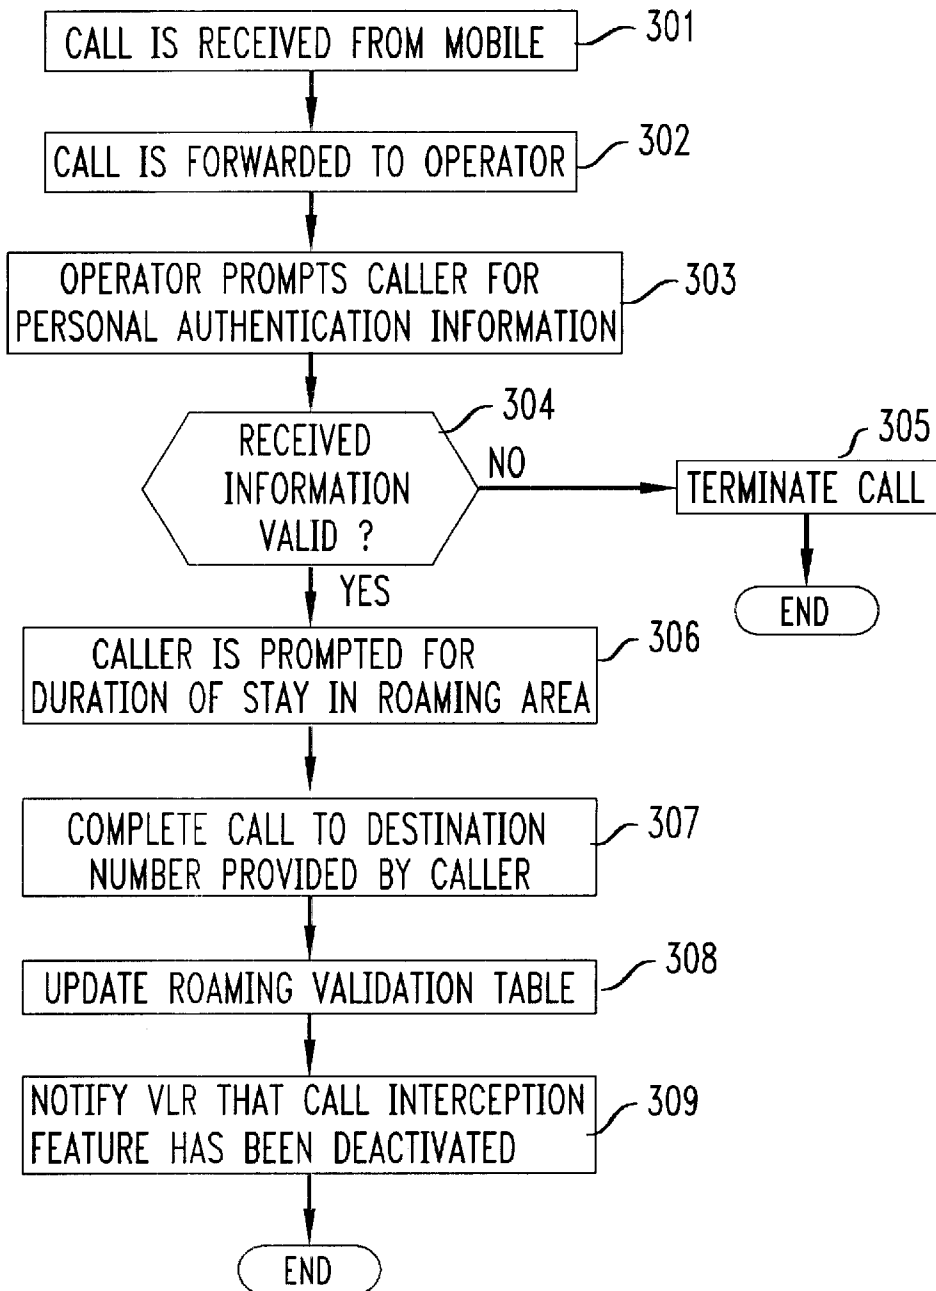 CALL IS RECEIVED FROM MOBILE
301
CALL IS FORWARDED TO OPERATOR
302
OPERATOR PROMPTS CALLER FOR
PERSONAL AUTHENTICATION INFORMATION
303
RECEIVED
INFORMATION
VALID ?
304
NO
305
TERMINATE CALL
END
YES
CALLER IS PROMPTED FOR
DURATION OF STAY IN ROAMING AREA
306
COMPLETE CALL TO DESTINATION
NUMBER PROVIDED BY CALLER
307
UPDATE ROAMING VALIDATION TABLE
308
NOTIFY VLR THAT CALL INTERCEPTION
FEATURE HAS BEEN DEACTIVATED
309
END